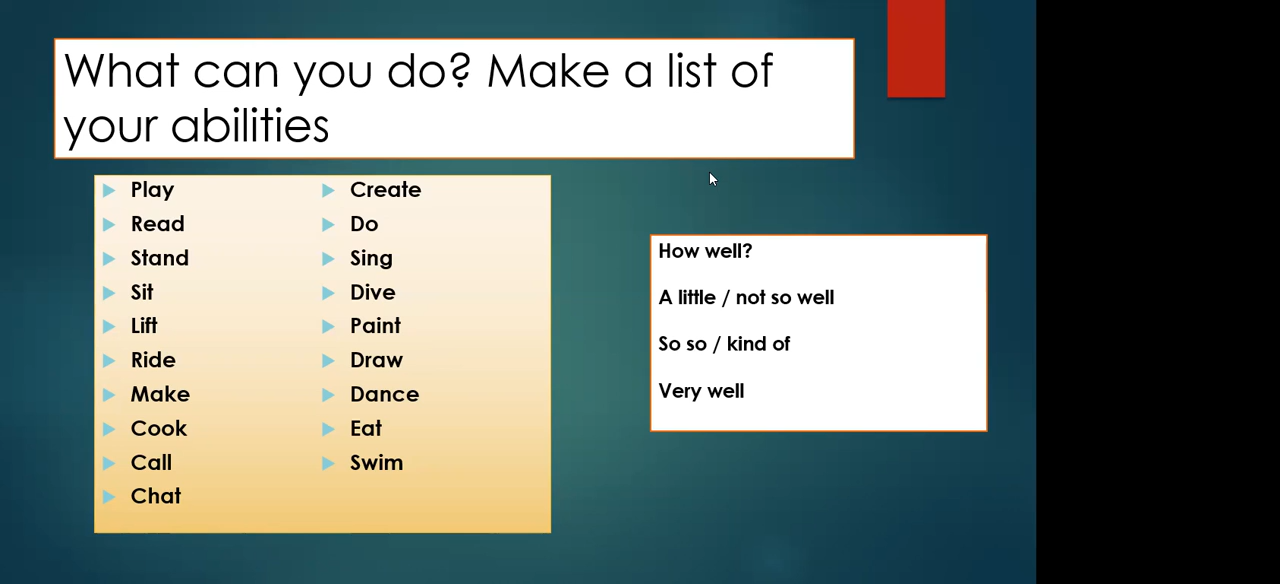 What can you do? Make a list of
your abilities
Play
Read
Stand
Sit
Lift
Ride
Make
Cook
Call
Chat
Create
Do
Sing
Dive
Paint
Draw
Dance
Eat
Swim
How well?
A little / not so well
So so / kind of
Very well